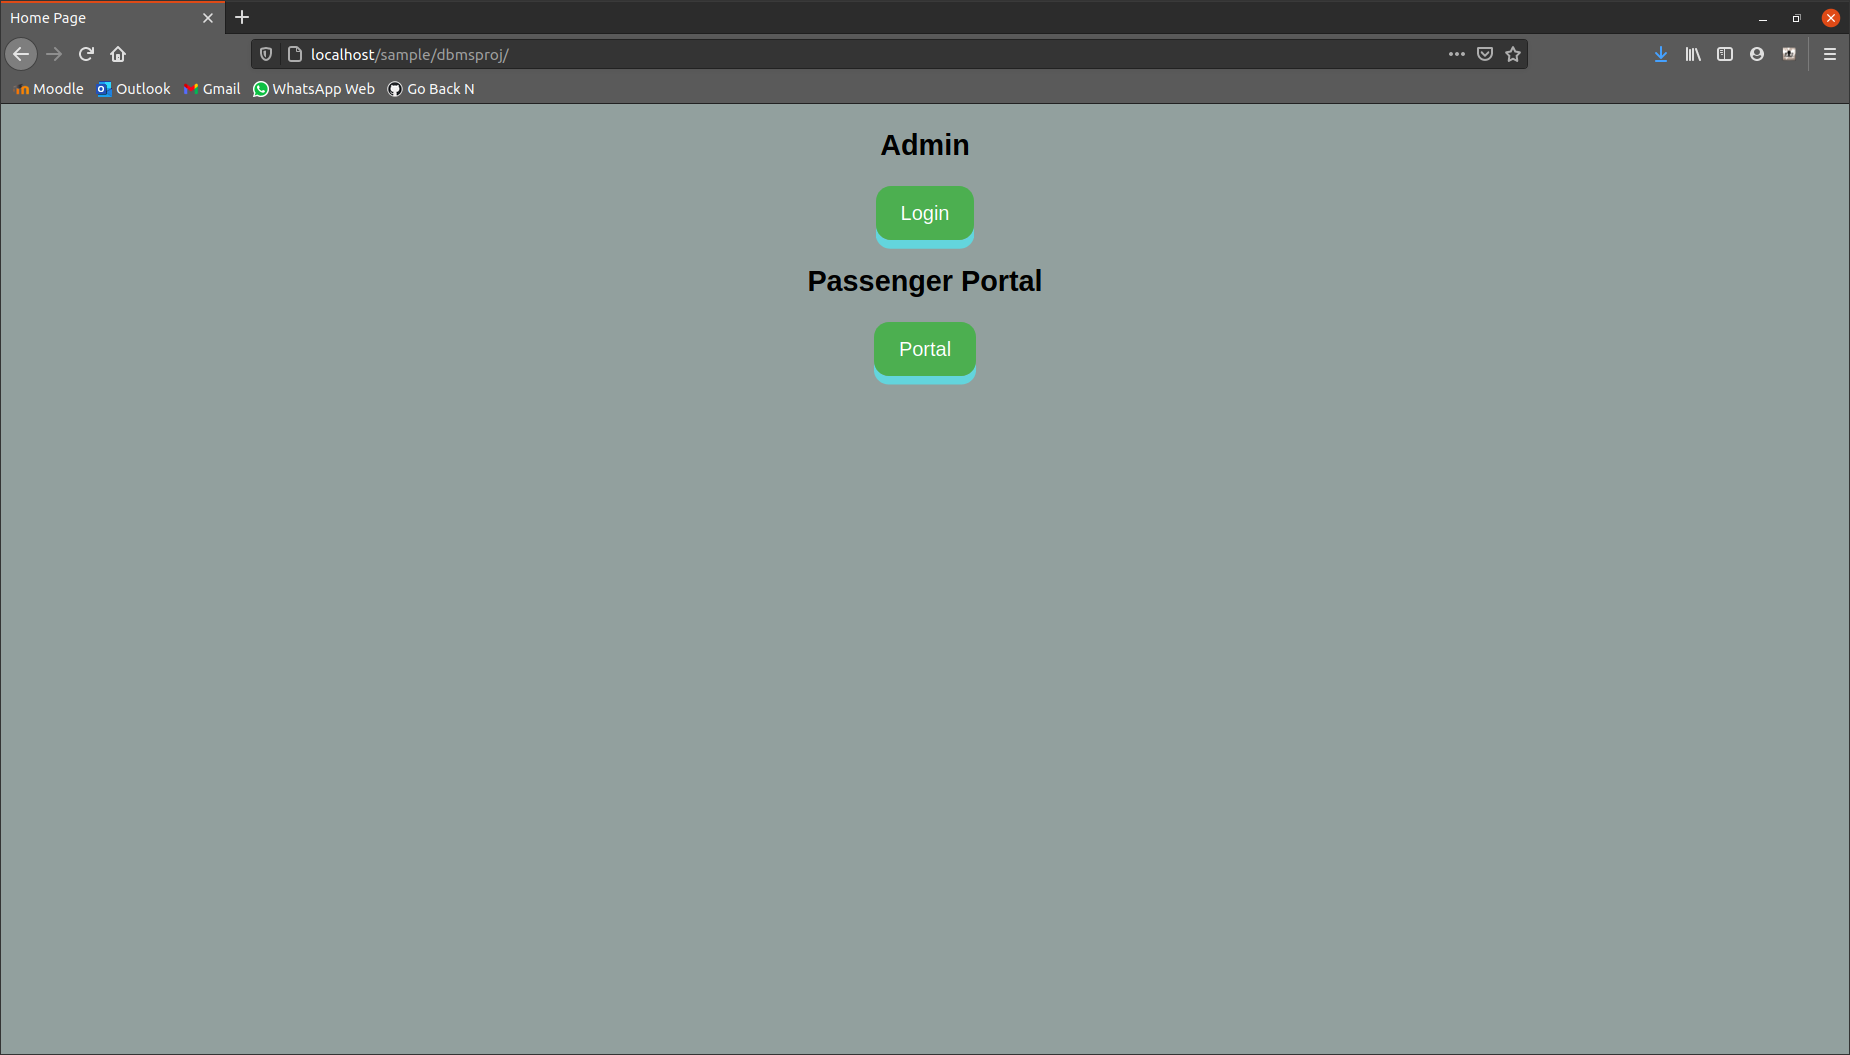 Home Page
localhost/sample/dbmsproj/
Moodle Outlook Gmail WhatsApp Web Go Back N
Admin
Login
Passenger Portal
Portal